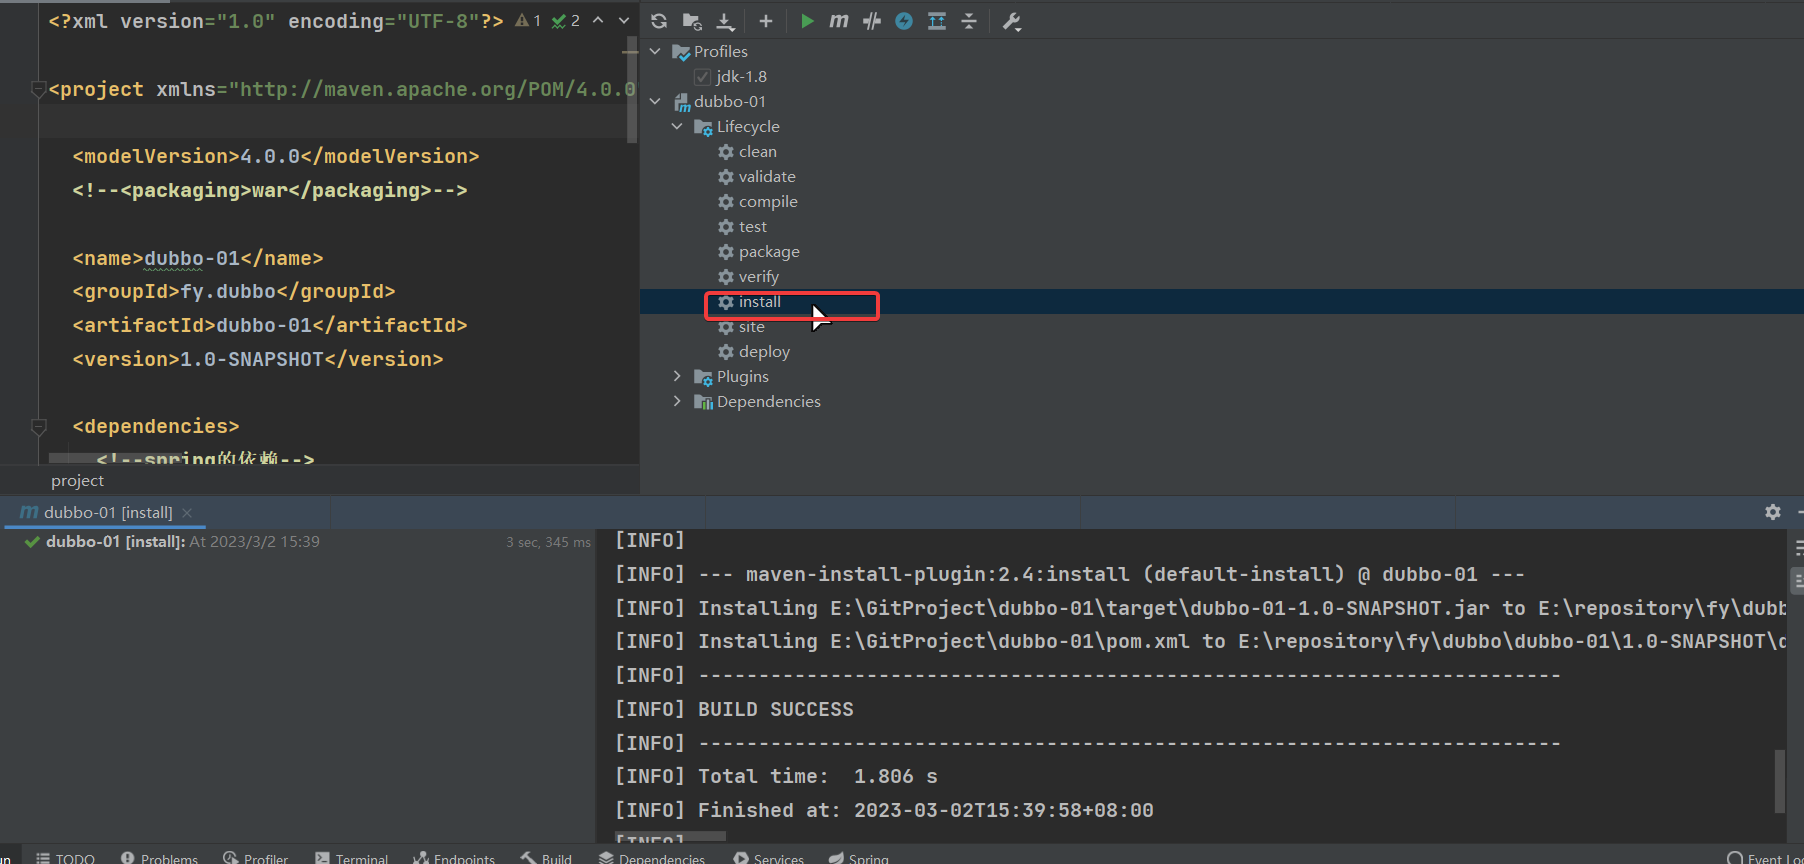 <?xml version="1.0" encoding="UTF-8"?> 1 2
<project xmlns="http://maven.apache.org/POM/4.0.0
<modelVersion>4.0.0</modelVersion>
<!--<packaging>war</packaging>-->
<name>dubbo-01</name>
<groupId>fy.dubbo</groupId>
<artifactId>dubbo-01</artifactId>
<version>1.0-SNAPSHOT</version>
<dependencies>
<!--spring的依赖-->
project
Profiles
jdk-1.8
dubbo-01
Lifecycle
clean
validate
compile
test
package
verify
install
site
deploy
Plugins
Dependencies
dubbo-01 [install]
dubbo-01 [install]: At 2023/3/2 15:39 3 sec, 345 ms
[INFO]
[INFO] --- maven-install-plugin:2.4:install (default-install) @ dubbo-01 ---
[INFO] Installing E:\GitProject\dubbo-01\target\dubbo-01-1.0-SNAPSHOT.jar to E:\repository\fy\dubb
[INFO] Installing E:\GitProject\dubbo-01\pom.xml to E:\repository\fy\dubbo\dubbo-01\1.0-SNAPSHOT\d
[INFO] ------------------------------------------------------------------------
[INFO] BUILD SUCCESS
[INFO] ------------------------------------------------------------------------
[INFO] Total time:  1.806 s
[INFO] Finished at: 2023-03-02T15:39:58+08:00
[INFO]
un TODO Problems Profiler Terminal Endpoints Build Dependencies Services Spring Event Log